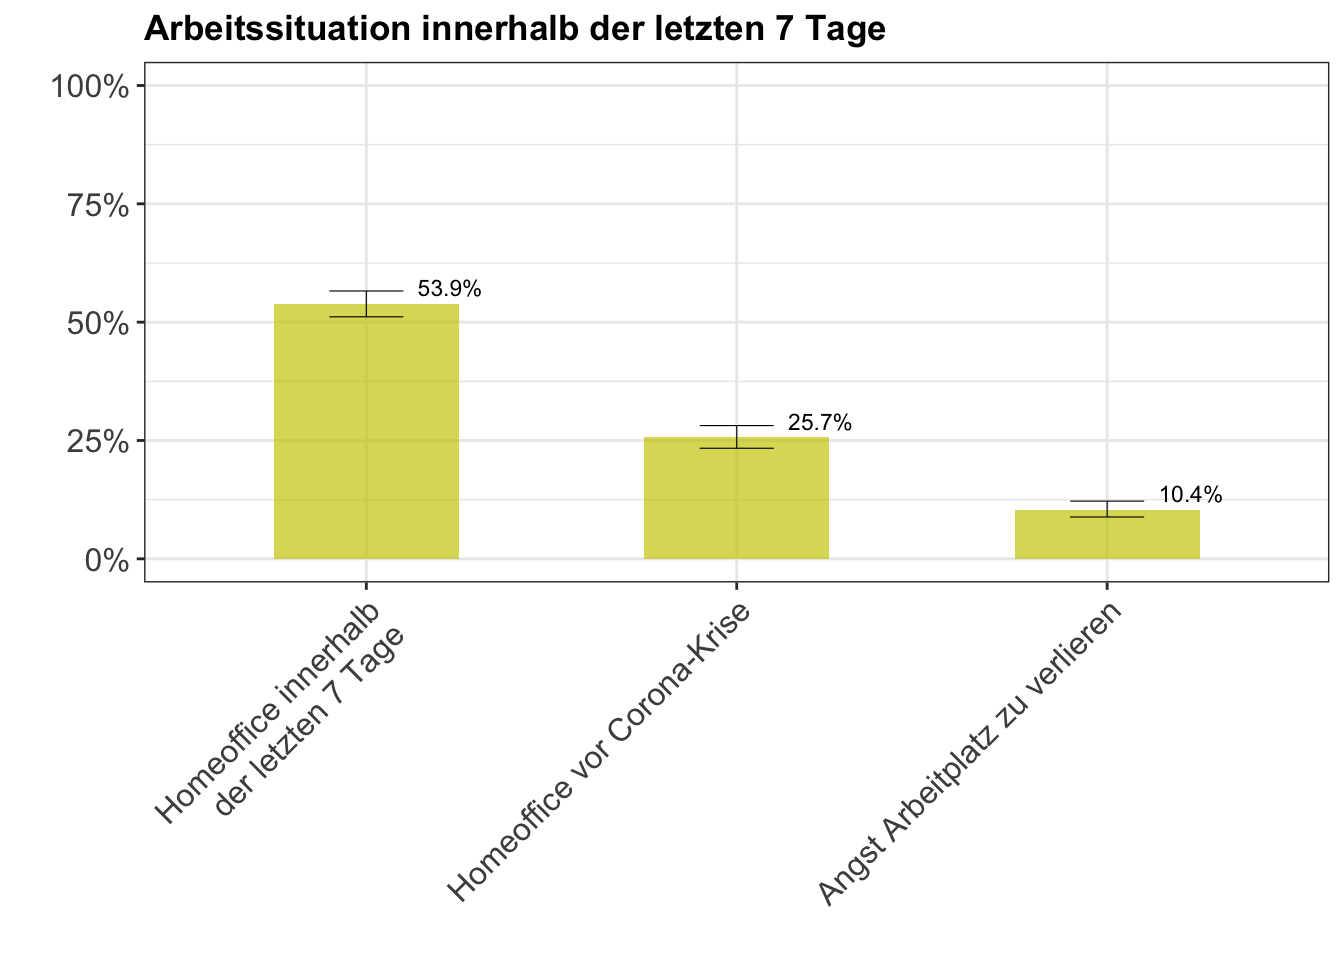 Arbeitssituation innerhalb der letzten 7 Tage
100%
75%
50%
25%
0%
53.9%
25.7%
10.4%
Homeoffice innerhalb
der letzten 7 Tage
Homeoffice vor Corona-Krise
Angst Arbeitplatz zu verlieren